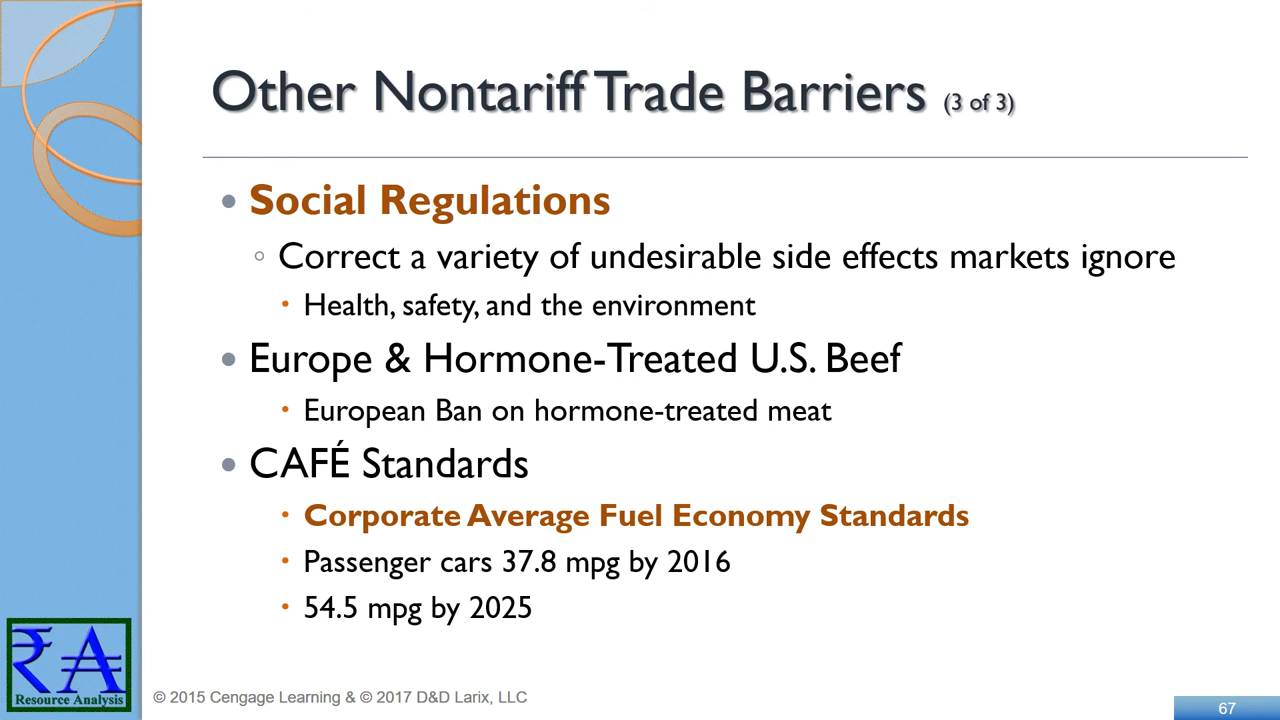 Other Nontariff Trade Barriers (3 of 3)
• Social Regulations
◦ Correct a variety of undesirable side effects markets ignore
▪ Health, safety, and the environment
• Europe & Hormone-Treated U.S. Beef
▪ European Ban on hormone-treated meat
• CAFÉ Standards
▪ Corporate Average Fuel Economy Standards
▪ Passenger cars 37.8 mpg by 2016
▪ 54.5 mpg by 2025
₹A
Resource Analysis
© 2015 Cengage Learning & © 2017 D&D Larix, LLC
67